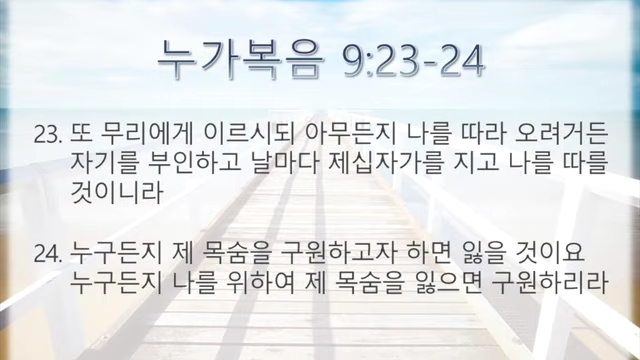 누가복음 9:23-24
23. 또 무리에게 이르시되 아무든지 나를 따라 오려거든
자기를 부인하고 날마다 제십자가를 지고 나를 따를
것이니라
24. 누구든지 제 목숨을 구원하고자 하면 잃을 것이요
누구든지 나를 위하여 제 목숨을 잃으면 구원하리라